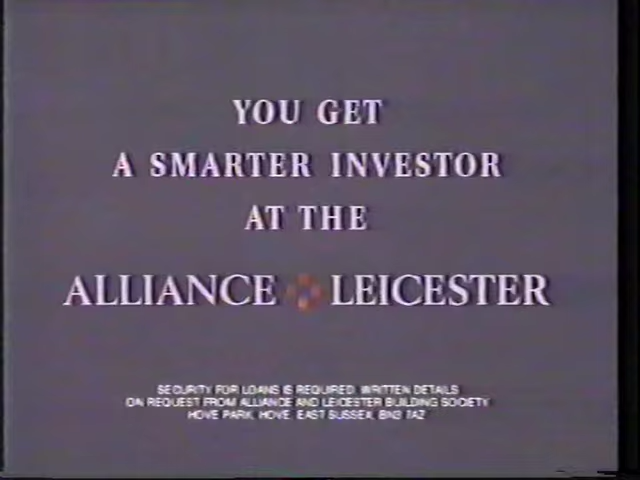 YOU GET
A SMARTER INVESTOR
AT THE
ALLIANCE LEICESTER
SECURITY FOR LOANS IS REQUIRED. WRITTEN DETAILS
ON REQUEST FROM ALLIANCE AND LEICESTER BUILDING SOCIETY
HOVE PARK, HOVE, EAST SUSSEX, BN3 7AZ